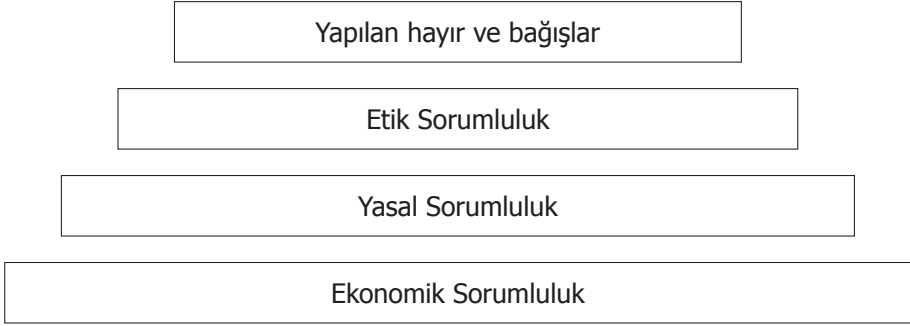 Yapılan hayır ve bağışlar
Etik Sorumluluk
Yasal Sorumluluk
Ekonomik Sorumluluk